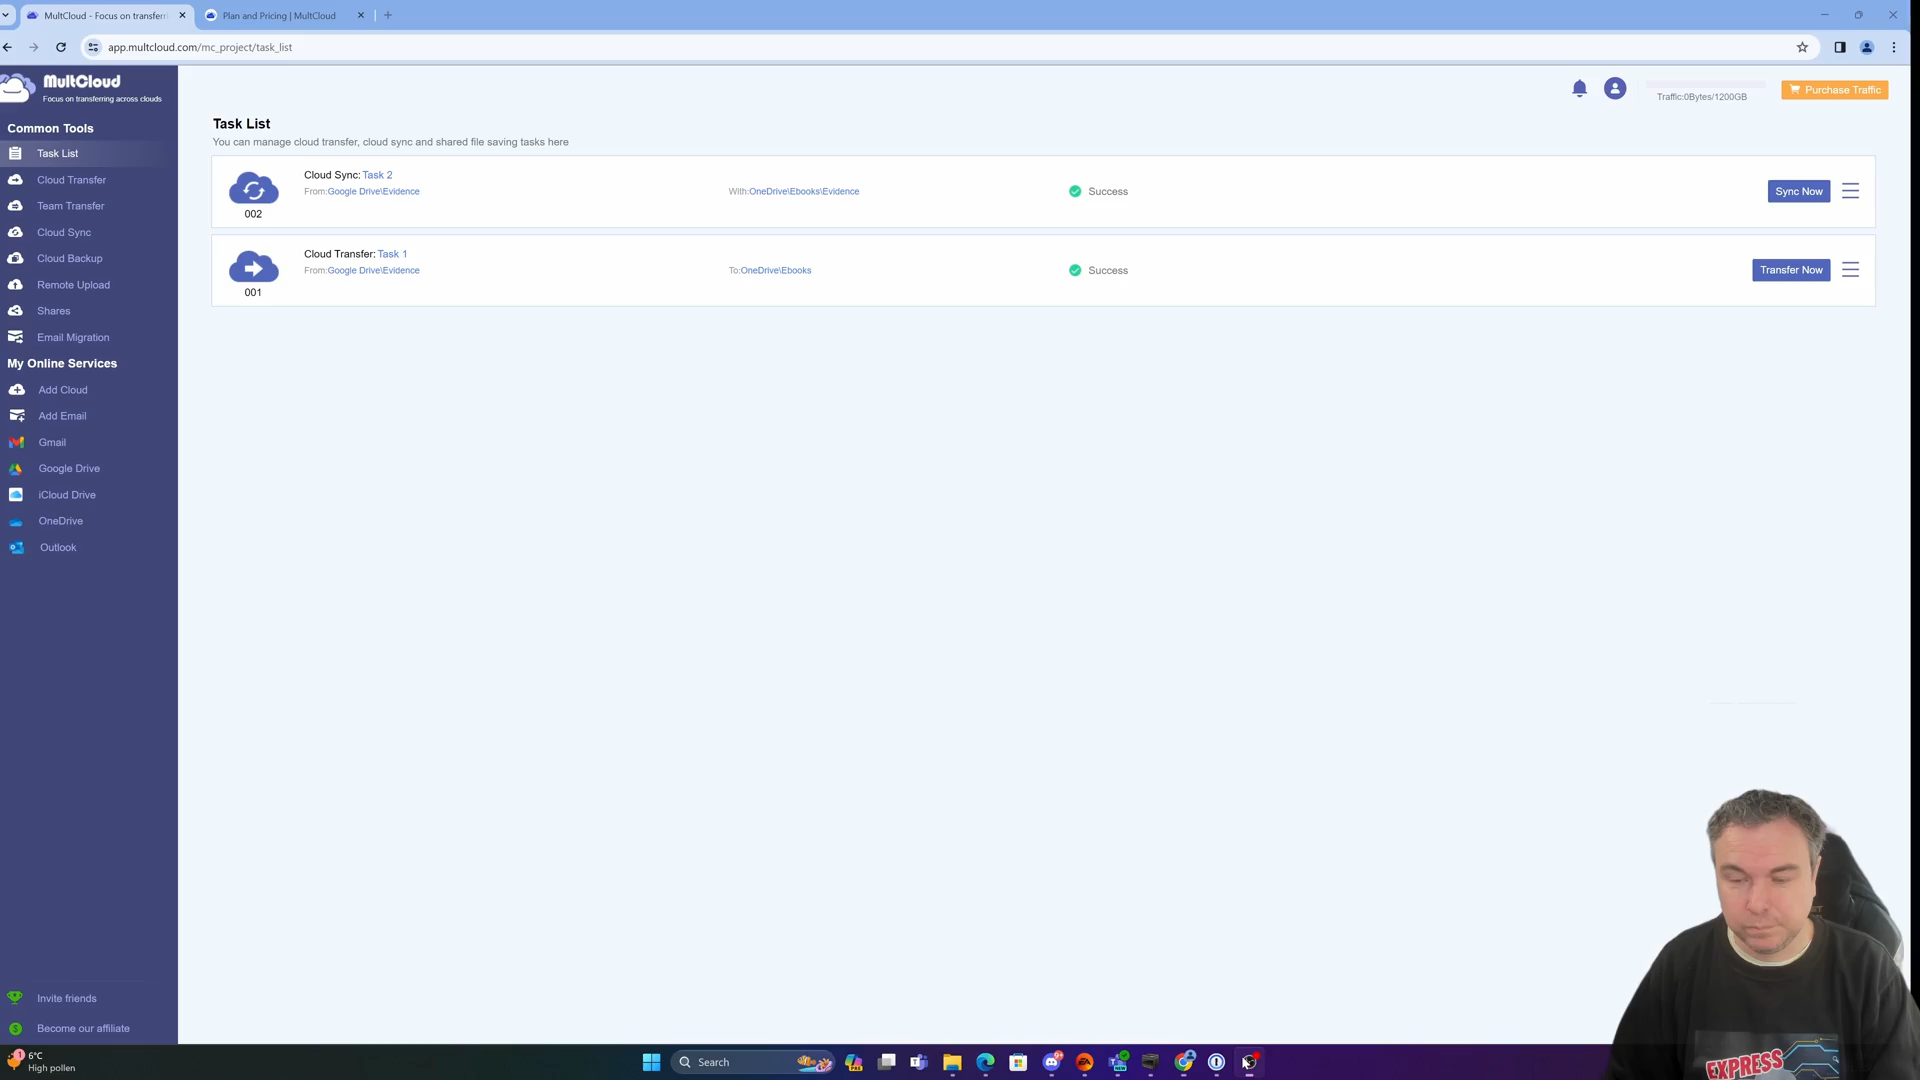 MultCloud - Focus on transferri
Plan and Pricing | MultCloud
app.multcloud.com/mc_project/task_list
MultCloud
Focus on transferring across clouds
Traffic:0Bytes/1200GB
Purchase Traffic
Common Tools
Task List
Cloud Transfer
Team Transfer
Cloud Sync
Cloud Backup
Remote Upload
Shares
Email Migration
My Online Services
Add Cloud
Add Email
Gmail
Google Drive
iCloud Drive
OneDrive
Outlook
Invite friends
Become our affiliate
Task List
You can manage cloud transfer, cloud sync and shared file saving tasks here
002
Cloud Sync: Task 2
From:Google Drive\Evidence
With:OneDrive\Ebooks\Evidence
Success
Sync Now
001
Cloud Transfer: Task 1
From:Google Drive\Evidence
To:OneDrive\Ebooks
Success
Transfer Now
EXPRESS
1
6°C
High pollen
Search